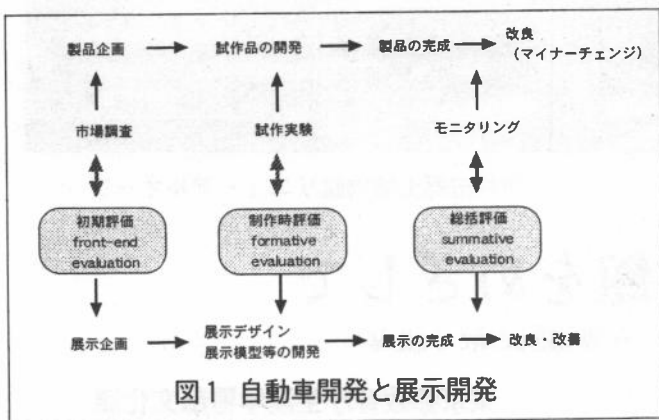 製品企画 → 試作品の開発 → 製品の完成 → 改良
(マイナーチェンジ)
市場調査 試作実験 モニタリング
初期評価 制作時評価 総括評価
front-end formative summative
evaluation evaluation evaluation
展示企画 → 展示デザイン
展示模型等の開発 → 展示の完成 → 改良・改善
図1 自動車開発と展示開発